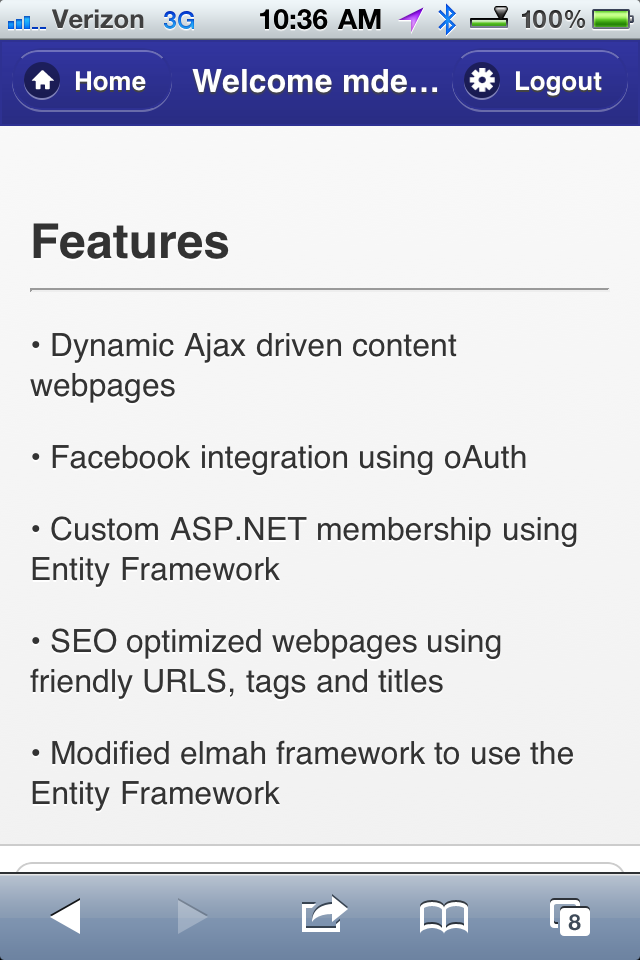 Verizon 3G 10:36 AM 100%
Home Welcome mde... Logout
Features
• Dynamic Ajax driven content
webpages
• Facebook integration using oAuth
• Custom ASP.NET membership using
Entity Framework
• SEO optimized webpages using
friendly URLS, tags and titles
• Modified elmah framework to use the
Entity Framework
8